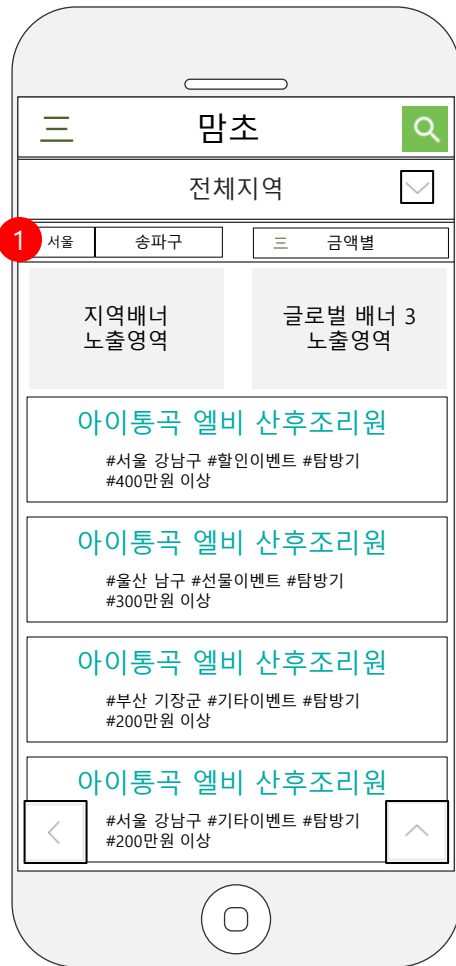 三 맘초
전체지역
1 서울 송파구 三 금액별
지역배너
노출영역
글로벌 배너 3
노출영역
아이통곡 엘비 산후조리원
#서울 강남구 #할인이벤트 #탐방기
#400만원 이상
아이통곡 엘비 산후조리원
#울산 남구 #선물이벤트 #탐방기
#300만원 이상
아이통곡 엘비 산후조리원
#부산 기장군 #기타이벤트 #탐방기
#200만원 이상
아이통곡 엘비 산후조리원
#서울 강남구 #기타이벤트 #탐방기
#200만원 이상